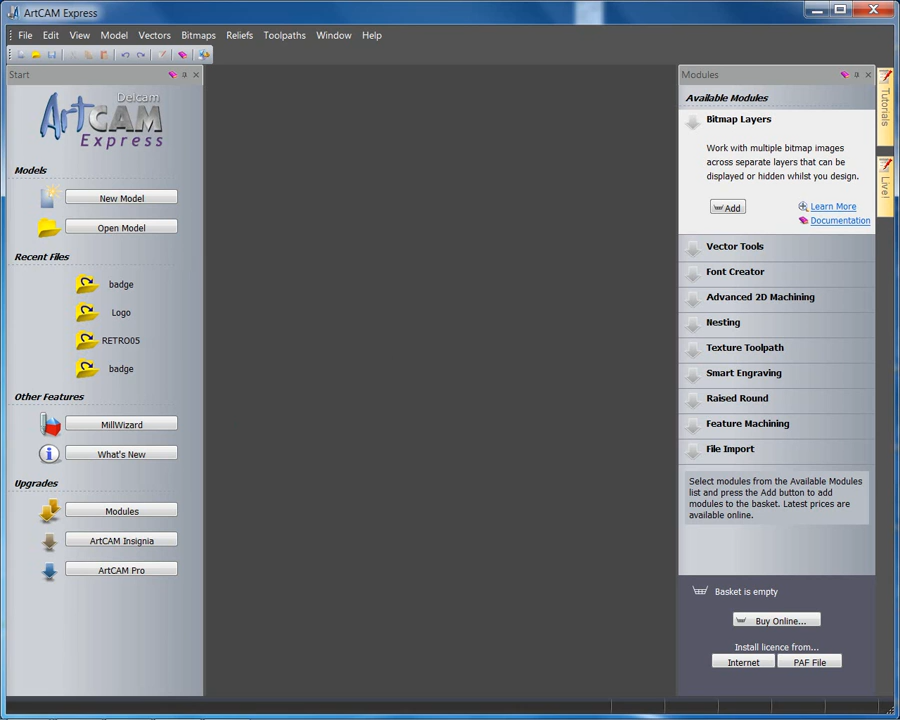 ArtCAM Express
File Edit View Model Vectors Bitmaps Reliefs Toolpaths Window Help
Start
Delcam
ArtCAM
Express
Models
New Model
Open Model
Recent Files
badge
Logo
RETRO05
badge
Other Features
MillWizard
What's New
Upgrades
Modules
ArtCAM Insignia
ArtCAM Pro
Modules
Available Modules
Bitmap Layers
Work with multiple bitmap images
across separate layers that can be
displayed or hidden whilst you design.
Add
Learn More
Documentation
Vector Tools
Font Creator
Advanced 2D Machining
Nesting
Texture Toolpath
Smart Engraving
Raised Round
Feature Machining
File Import
Select modules from the Available Modules
list and press the Add button to add
modules to the basket. Latest prices are
available online.
Basket is empty
Buy Online...
Install licence from...
Internet PAF File
Tutorials
Live!